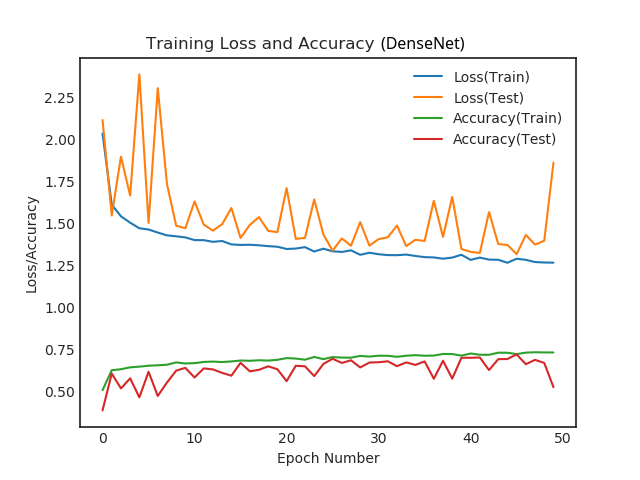 Training Loss and Accuracy (DenseNet)
Loss(Train)
Loss(Test)
Accuracy(Train)
Accuracy(Test)
Loss/Accuracy
2.25
2.00
1.75
1.50
1.25
1.00
0.75
0.50
0 10 20 30 40 50
Epoch Number